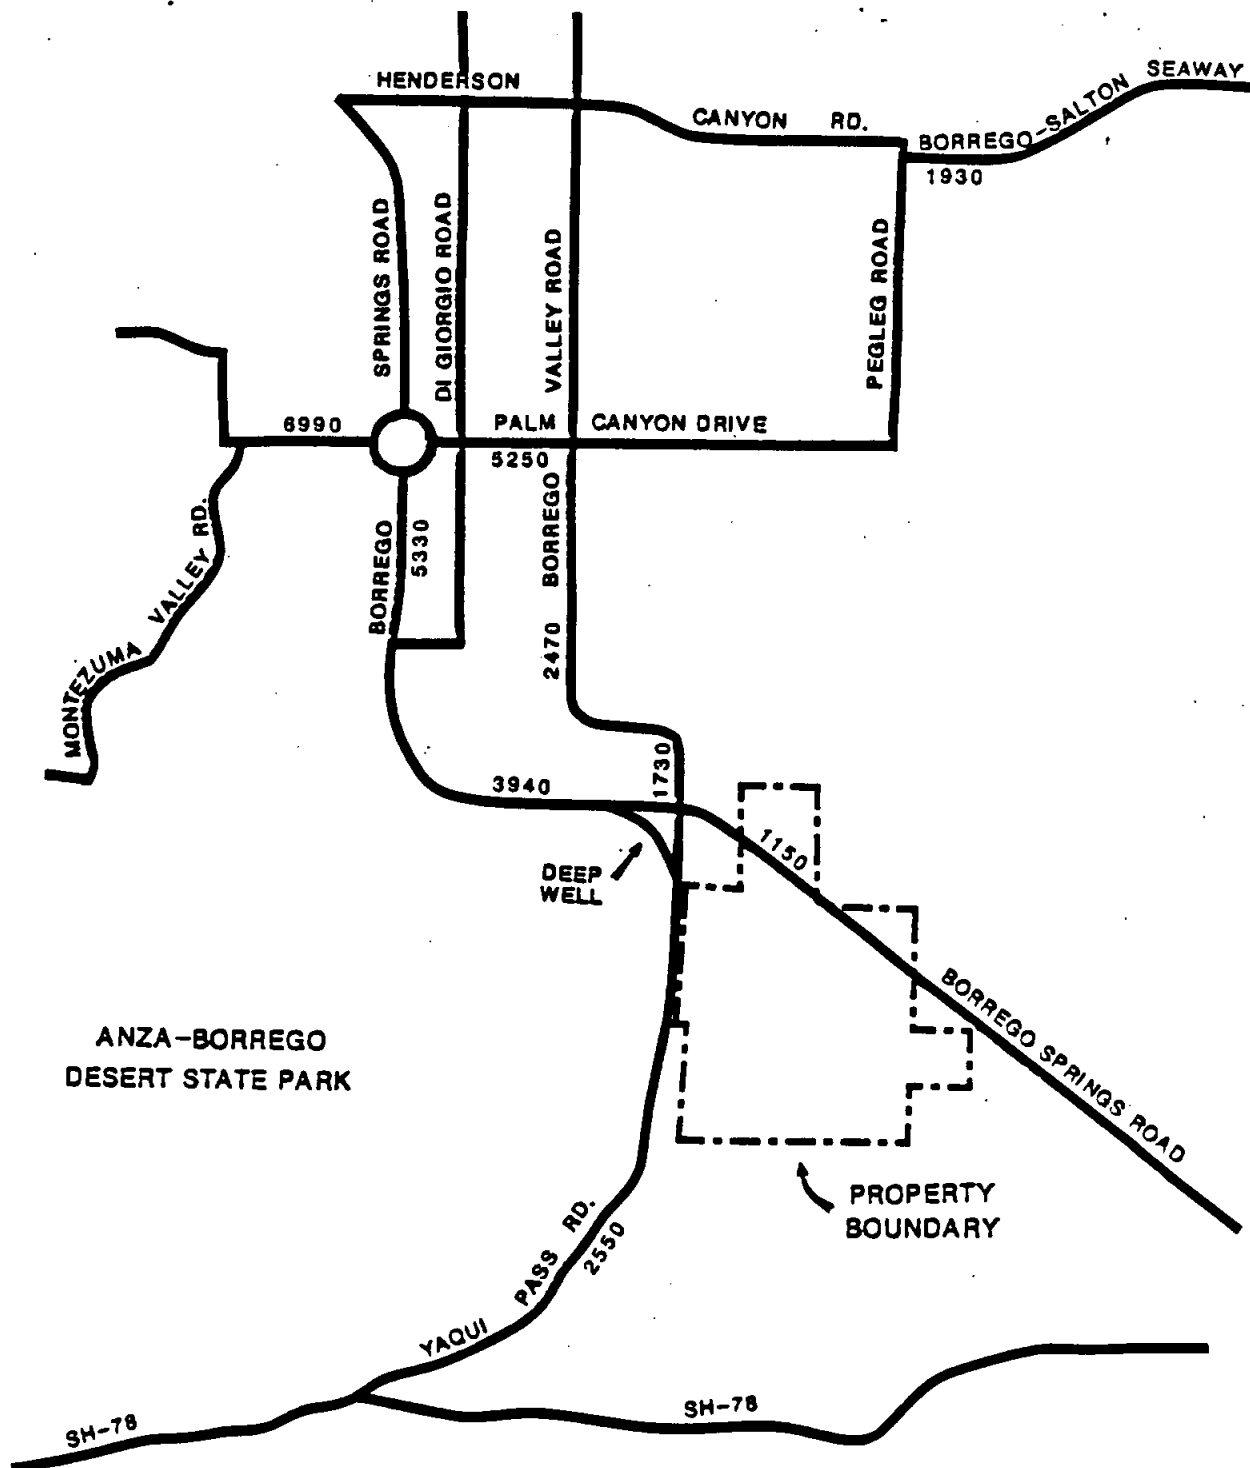 HENDERSON
CANYON RD.
BORREGO-SALTON SEAWAY
1930
SPRINGS ROAD
DI GIORGIO ROAD
VALLEY ROAD
PEGLEG ROAD
6990
PALM CANYON DRIVE
5250
BORREGO
5330
BORREGO
2470
MONTEZUMA VALLEY RD.
1730
3940
1150
DEEP
WELL
BORREGO SPRINGS ROAD
ANZA-BORREGO
DESERT STATE PARK
PROPERTY
BOUNDARY
YAQUI PASS RD.
2550
SH-78
SH-78